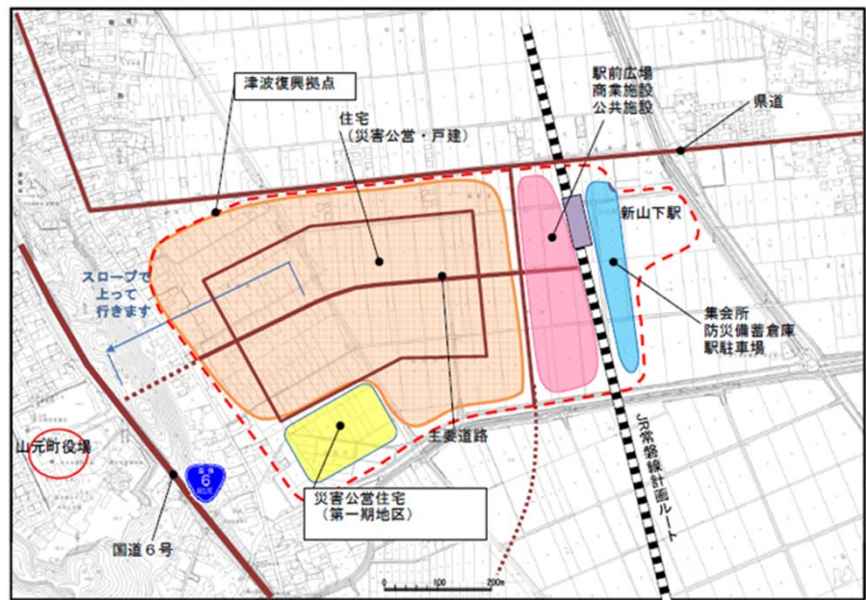 津波復興拠点
住宅
（災害公営・戸建）
駅前広場
商業施設
公共施設
県道
新山下駅
スロープで
上って
行きます
集会所
防災備蓄倉庫
駅駐車場
主要道路
山元町役場
6
ROUTE
JR常磐線計画ルート
災害公営住宅
（第一期地区）
国道６号
0 100 200m